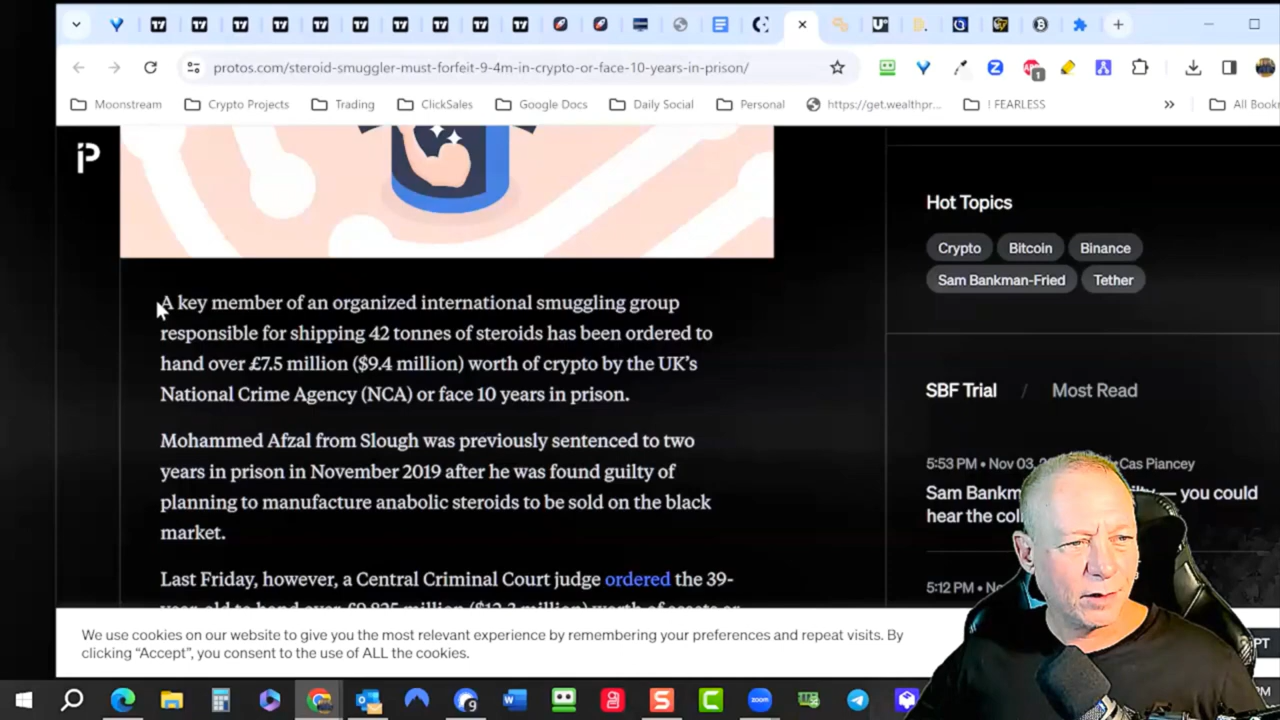 protos.com/steroid-smuggler-must-forfeit-9-4m-in-crypto-or-face-10-years-in-prison/
1
Moonstream
Crypto Projects
Trading
ClickSales
Google Docs
Daily Social
Personal
https://get.wealthpr...
! FEARLESS
»
All Book
A key member of an organized international smuggling group
responsible for shipping 42 tonnes of steroids has been ordered to
hand over £7.5 million ($9.4 million) worth of crypto by the UK's
National Crime Agency (NCA) or face 10 years in prison.
Mohammed Afzal from Slough was previously sentenced to two
years in prison in November 2019 after he was found guilty of
planning to manufacture anabolic steroids to be sold on the black
market.
Last Friday, however, a Central Criminal Court judge ordered the 39-
Hot Topics
Crypto Bitcoin Binance
Sam Bankman-Fried Tether
SBF Trial / Most Read
5:53 PM • Nov 03, Cas Piancey
Sam Bankm — you could
hear the col
5:12 PM • No
We use cookies on our website to give you the most relevant experience by remembering your preferences and repeat visits. By
clicking “Accept”, you consent to the use of ALL the cookies.
PT
9
zoom
PM